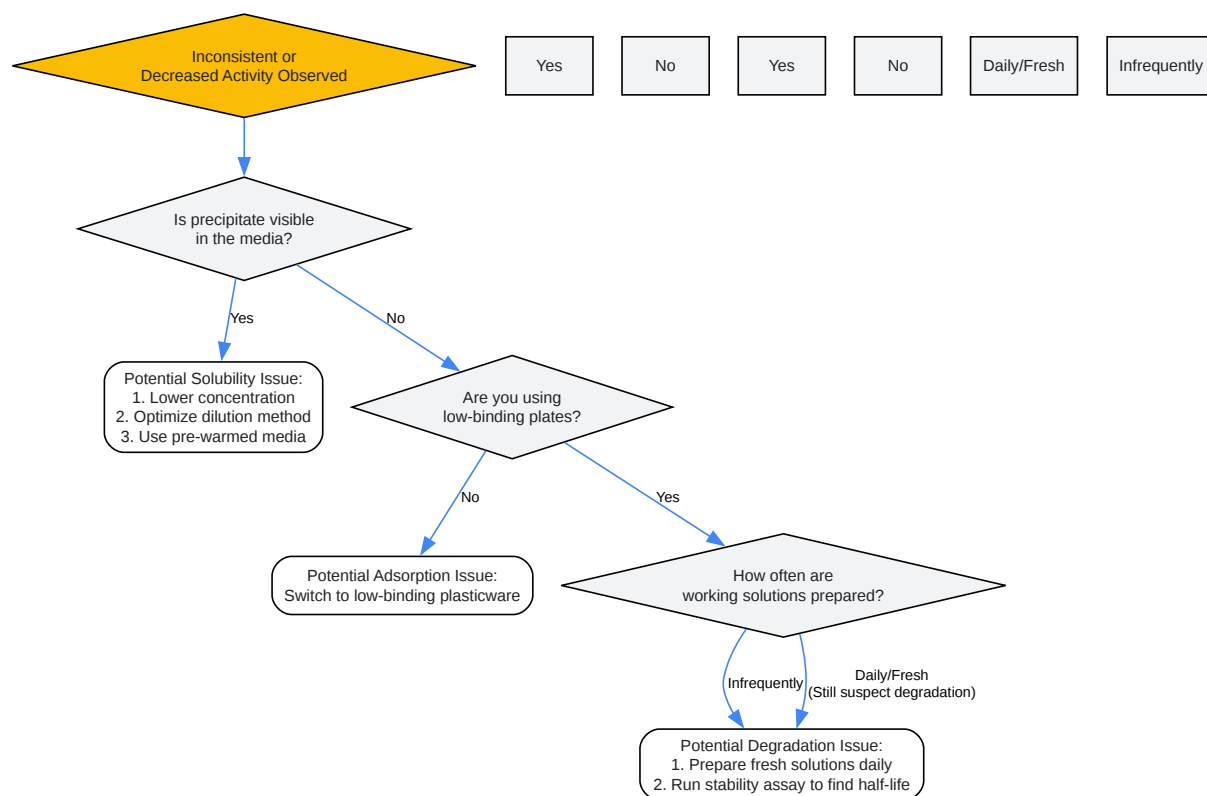 Inconsistent or
Decreased Activity Observed
Yes
No
Yes
No
Daily/Fresh
Infrequently
Is precipitate visible
in the media?
Yes
No
Potential Solubility Issue:
1. Lower concentration
2. Optimize dilution method
3. Use pre-warmed media
Are you using
low-binding plates?
No
Yes
Potential Adsorption Issue:
Switch to low-binding plasticware
How often are
working solutions prepared?
Infrequently
Daily/Fresh
(Still suspect degradation)
Potential Degradation Issue:
1. Prepare fresh solutions daily
2. Run stability assay to find half-life